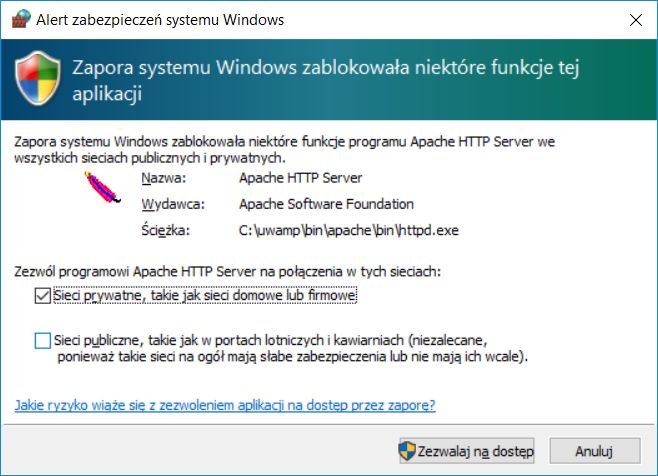 Alert zabezpieczeń systemu Windows
Zapora systemu Windows zablokowała niektóre funkcje tej
aplikacji
Zapora systemu Windows zablokowała niektóre funkcje programu Apache HTTP Server we
wszystkich sieciach publicznych i prywatnych.
Nazwa: Apache HTTP Server
Wydawca: Apache Software Foundation
Ścieżka: C:\uwamp\bin\apache\bin\httpd.exe
Zezwól programowi Apache HTTP Server na połączenia w tych sieciach:
Sieci prywatne, takie jak sieci domowe lub firmowe
Sieci publiczne, takie jak w portach lotniczych i kawiarniach (niezalecane,
ponieważ takie sieci na ogół mają słabe zabezpieczenia lub nie mają ich wcale).
Jakie ryzyko wiąże się z zezwoleniem aplikacji na dostęp przez zaporę?
Zezwalaj na dostęp Anuluj